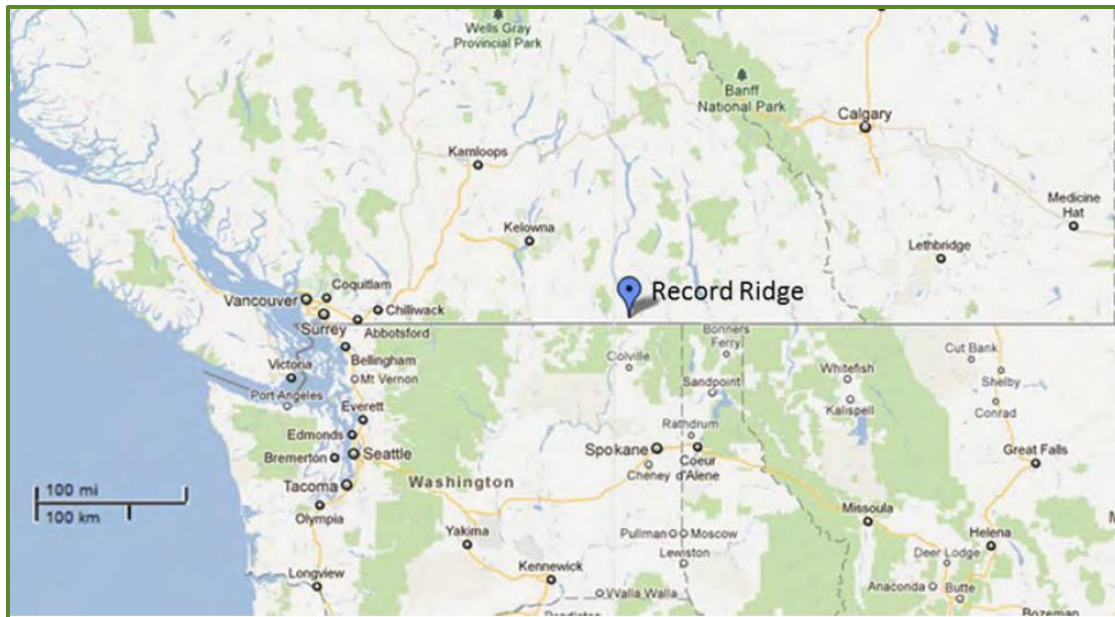 Wells Gray
Provincial Park
Banff
National Park
Calgary
Kamloops
Medicine
Hat
Kelowna
Lethbridge
Coquitlam
Vancouver
Chilliwack
Surrey
Abbotsford
Record Ridge
Bonners
Ferry
Bellingham
Victoria
Mt Vernon
Port Angeles
Colville
Sandpoint
Whitefish
Kalispell
Cut Bank
Shelby
Conrad
Everett
Edmonds
Bremerton
Seattle
Rathdrum
Spokane
Coeur
d'Alene
Cheney
Great Falls
Tacoma
Washington
100 mi
100 km
Olympia
Yakima
Pullman
Moscow
Lewiston
Missoula
Helena
Deer Lodge
Longview
Kennewick
Walla Walla
Anaconda
Butte
Bozeman